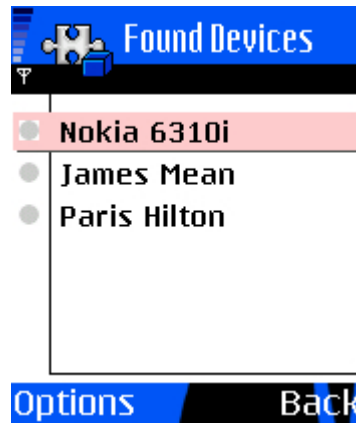 Found Devices
Nokia 6310i
James Mean
Paris Hilton
Options Back